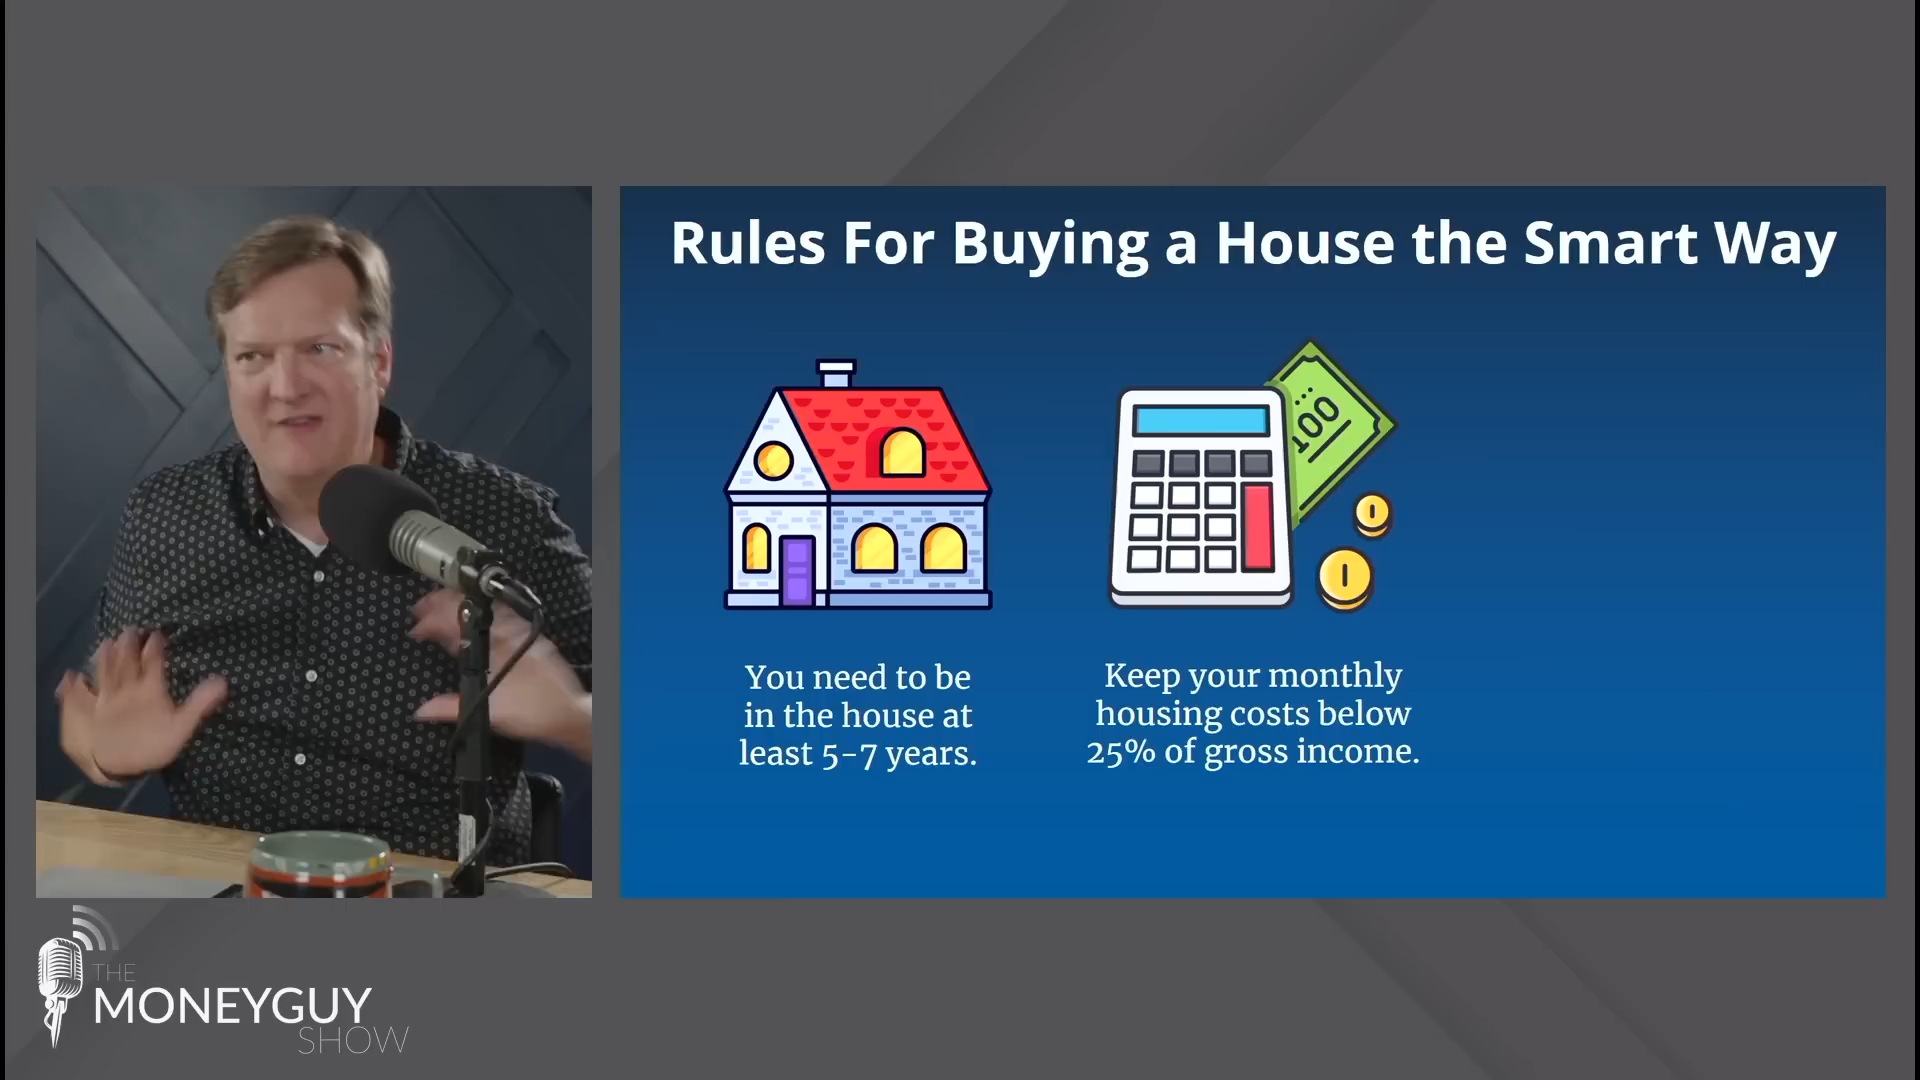 Rules For Buying a House the Smart Way
100
You need to be
in the house at
least 5-7 years.
Keep your monthly
housing costs below
25% of gross income.
THE
MONEYGUY
SHOW